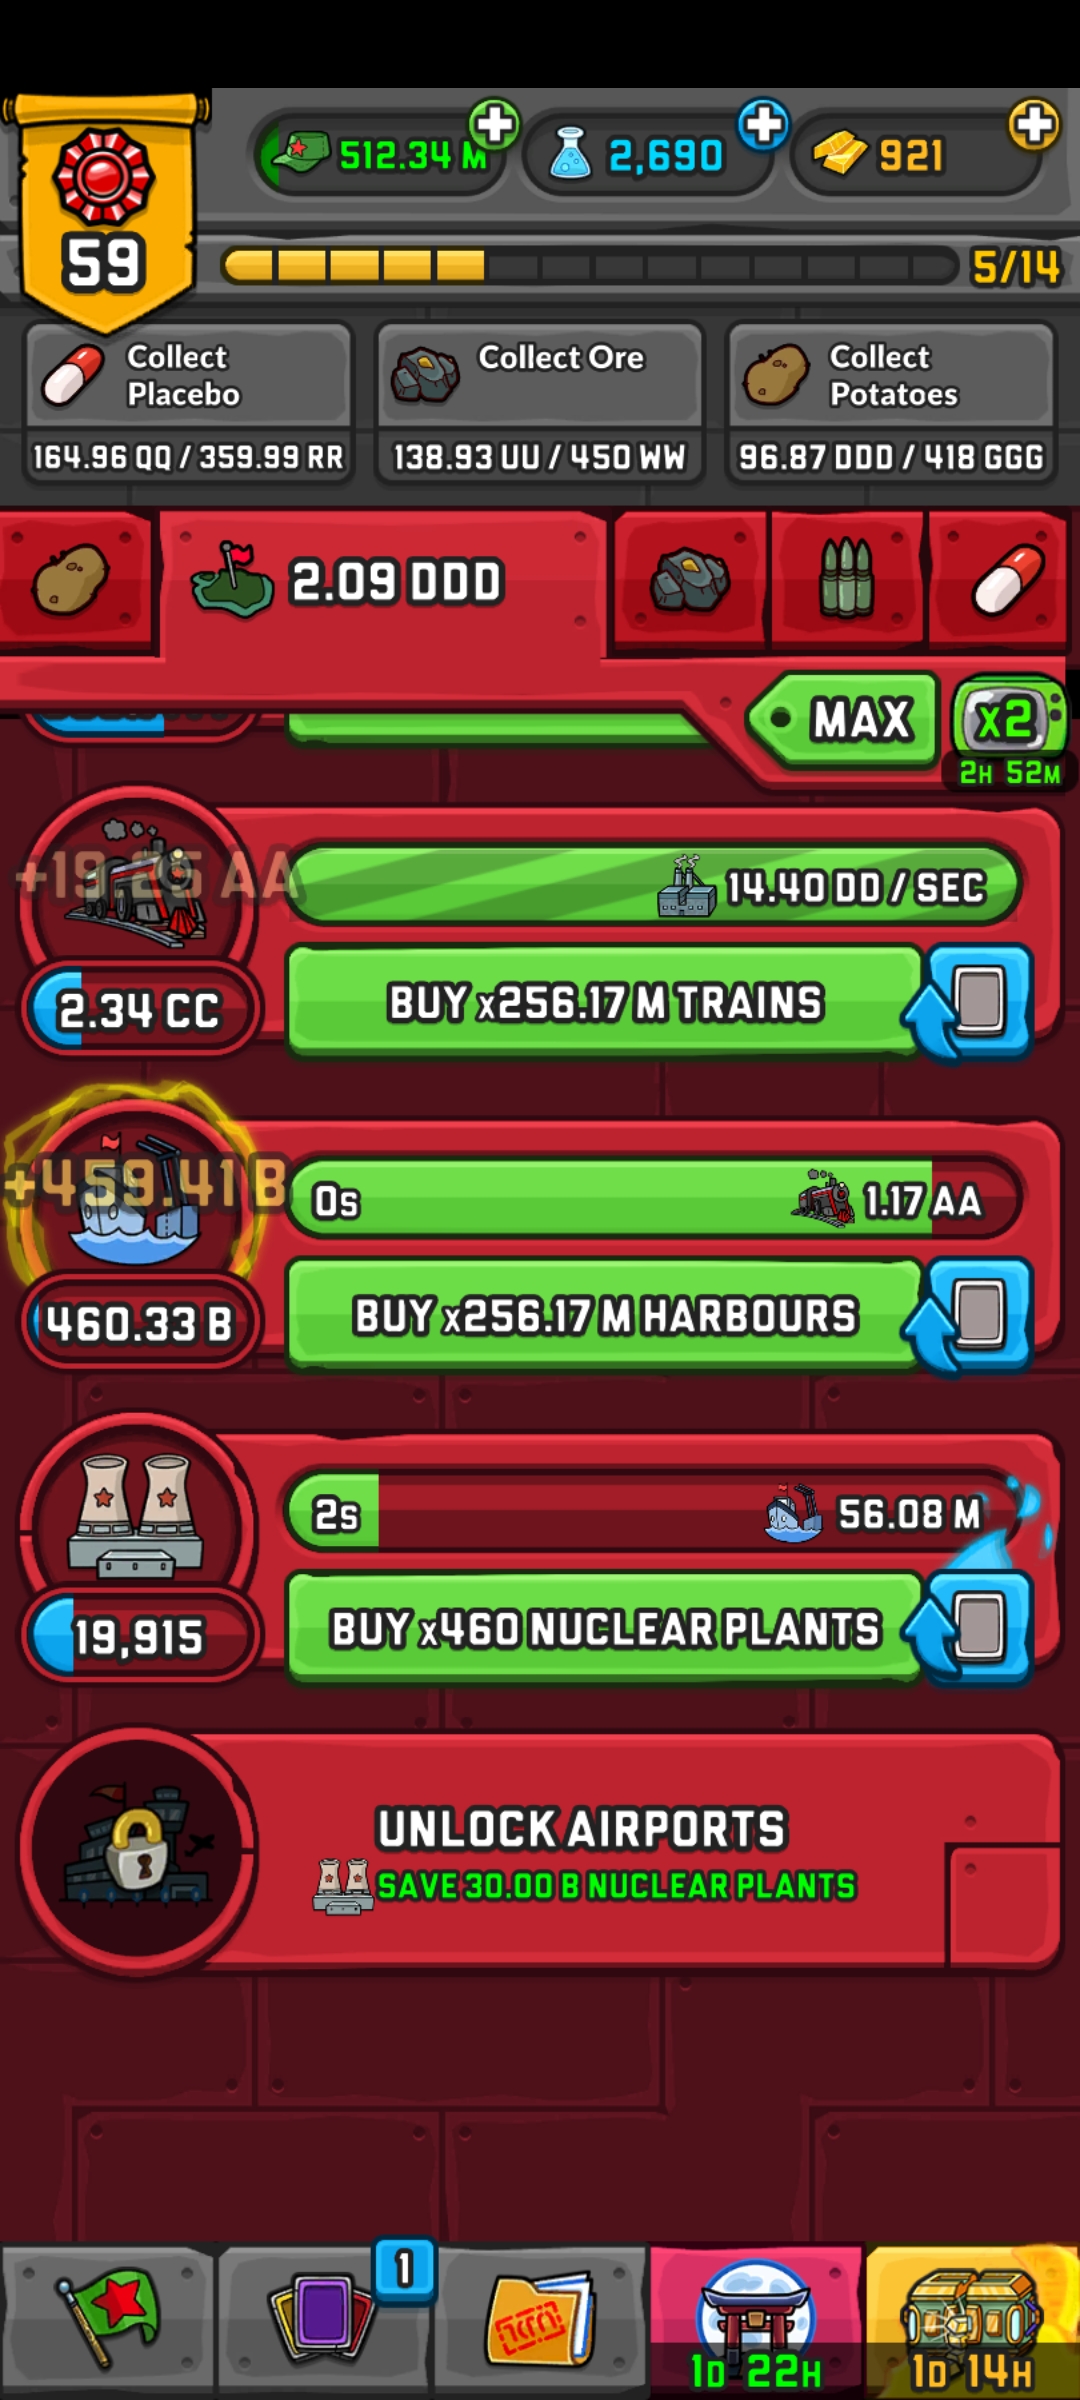 59
512.34 M
2,690
921
5/14
Collect
Placebo
164.96 QQ / 359.99 RR
Collect Ore
138.93 UU / 450 WW
Collect
Potatoes
96.87 DDD / 418 GGG
2.09 DDD
MAX
x2
2H 52M
+19.26 AA
14.40 DD / SEC
2.34 CC
BUY x256.17 M TRAINS
+459.41 B
0s
1.17 AA
460.33 B
BUY x256.17 M HARBOURS
2s
56.08 M
19,915
BUY x460 NUCLEAR PLANTS
UNLOCK AIRPORTS
SAVE 30.00 B NUCLEAR PLANTS
1
1D 22H
1D 14H